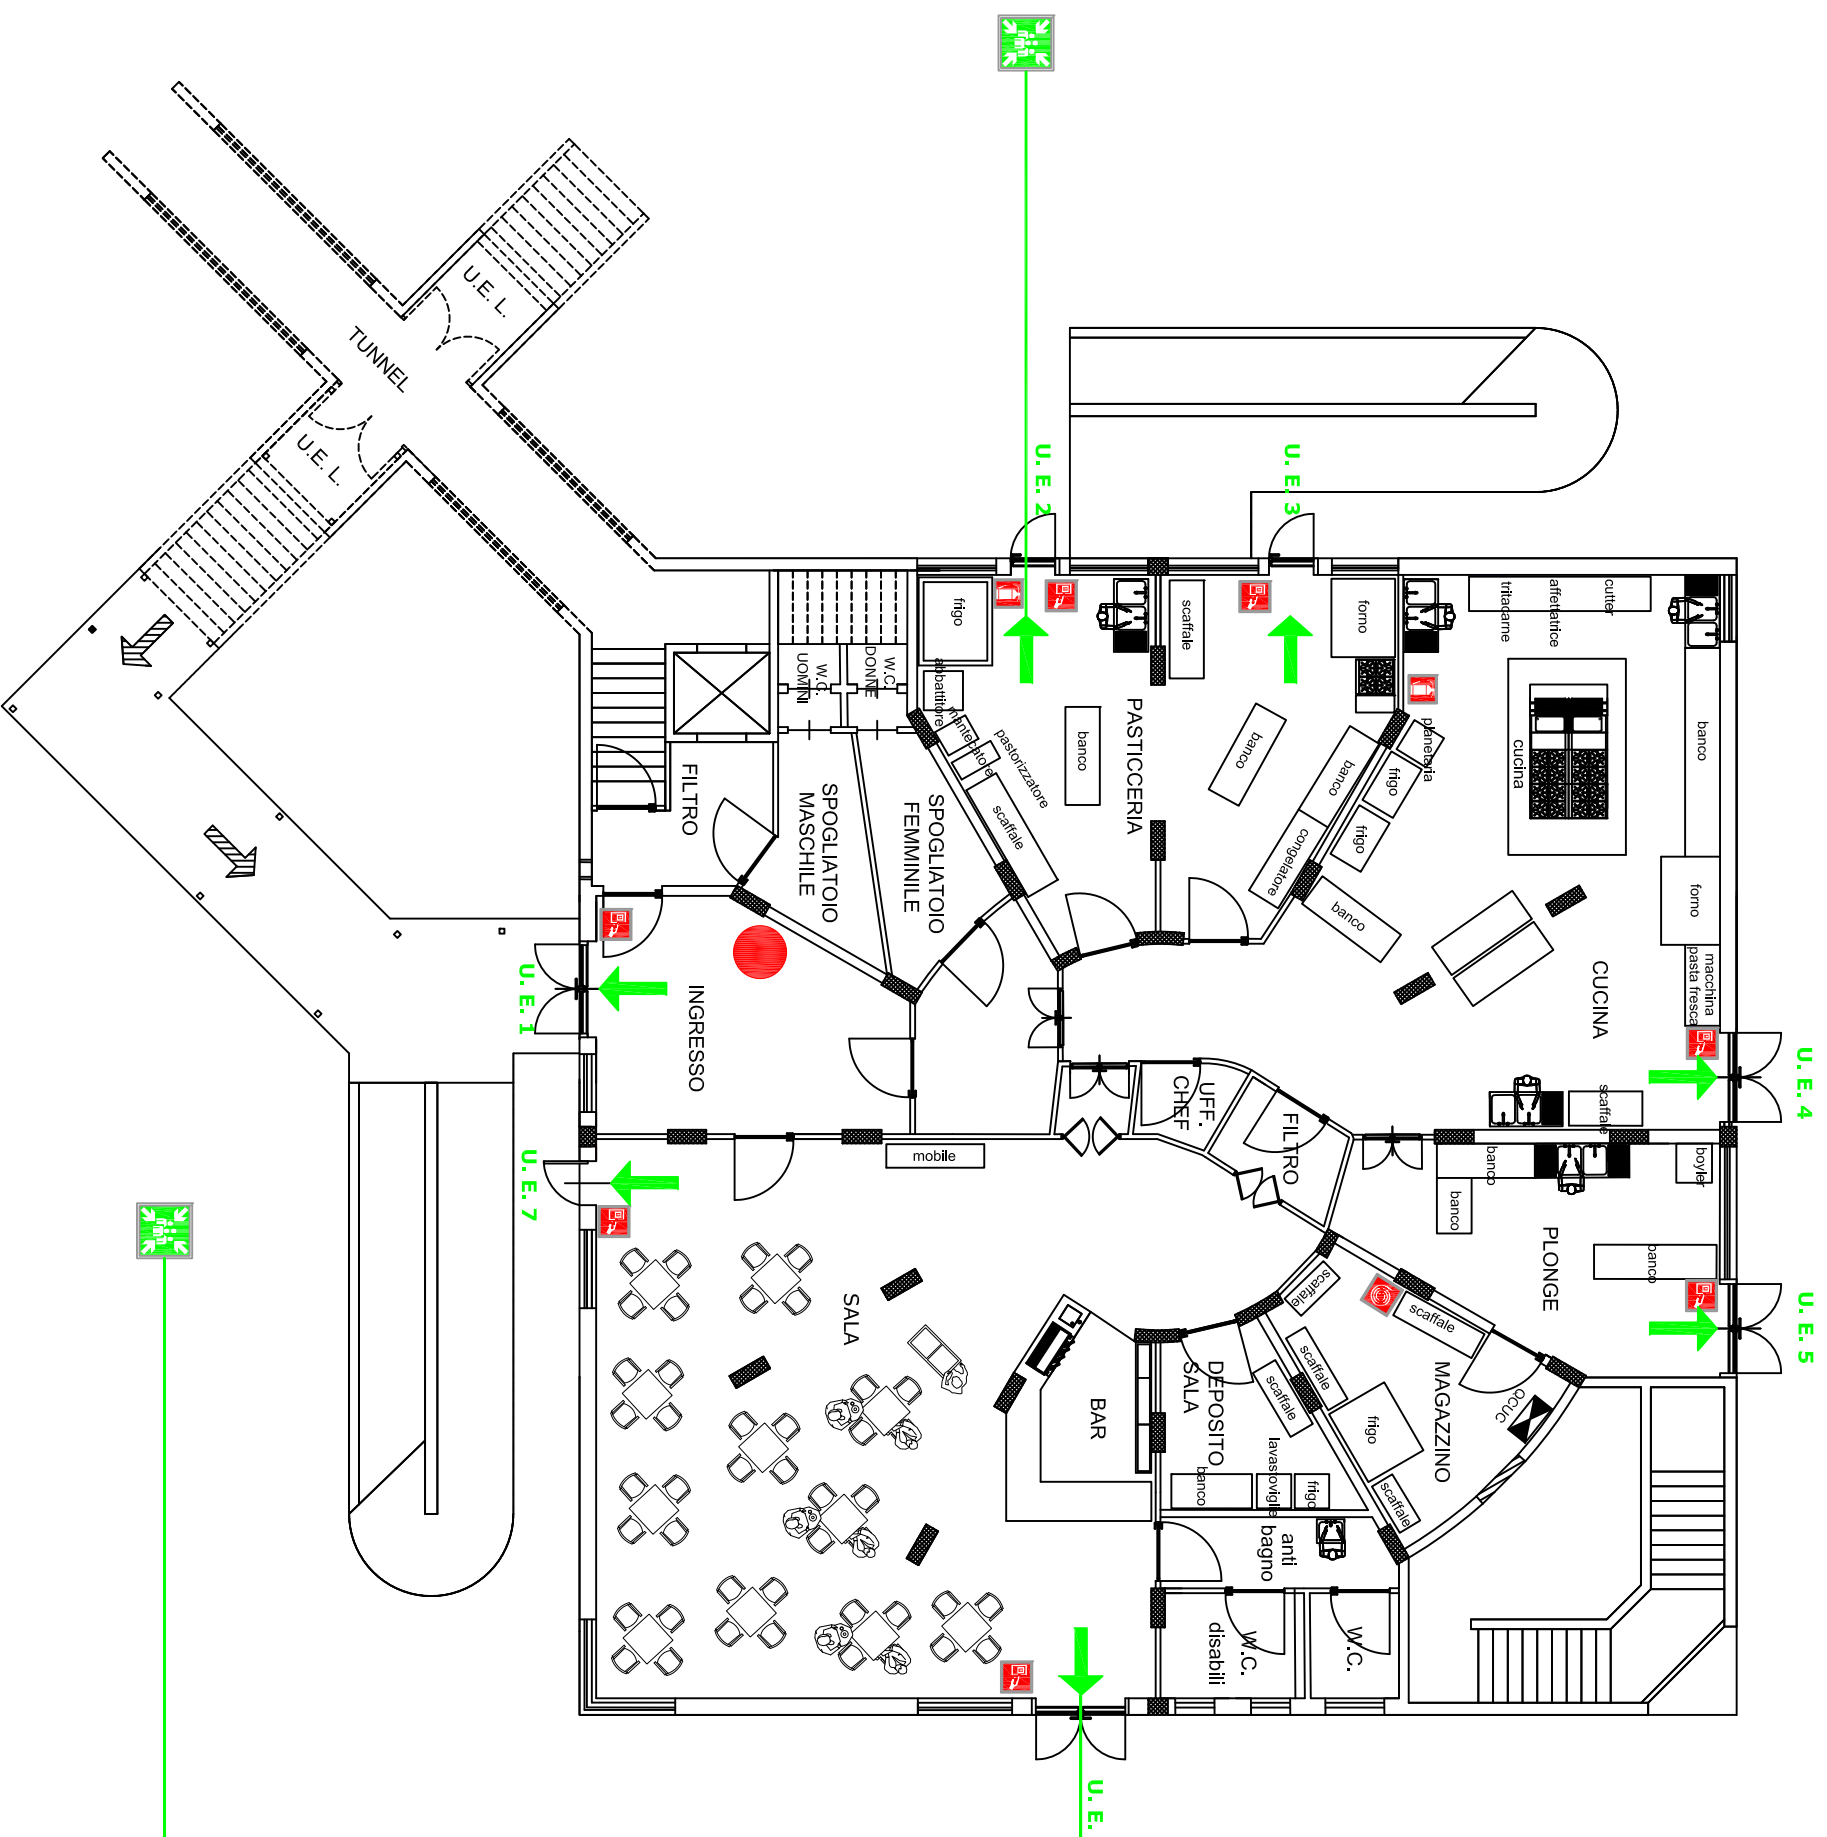 U. E. 2
U. E. 3
U.E. L.
TUNNEL
U.E. L.
frigo
abbattitore
mantecatore
pastorizzatore
scaffale
banco
PASTICCERIA
scaffale
banco
forno
banco
congelatore
tritacarne
affettatrice
cutter
planetaria
frigo
frigo
banco
cucina
banco
forno
macchina
pasta fresca
CUCINA
scaffale
U. E. 4
W.C.
UOMINI
W.C.
DONNE
FILTRO
SPOGLIATOIO
MASCHILE
SPOGLIATOIO
FEMMINILE
INGRESSO
U. E. 1
U. E. 7
UFF.
CHEF
FILTRO
mobile
banco
banco
boyler
PLONGE
banco
U. E. 5
SALA
BAR
scaffale
scaffale
scaffale
scaffale
DEPOSITO
SALA
frigo
MAGAZZINO
QCUC
scaffale
banco
lavastoviglie
frigo
anti
bagno
W.C.
disabili
W.C.
U. E.